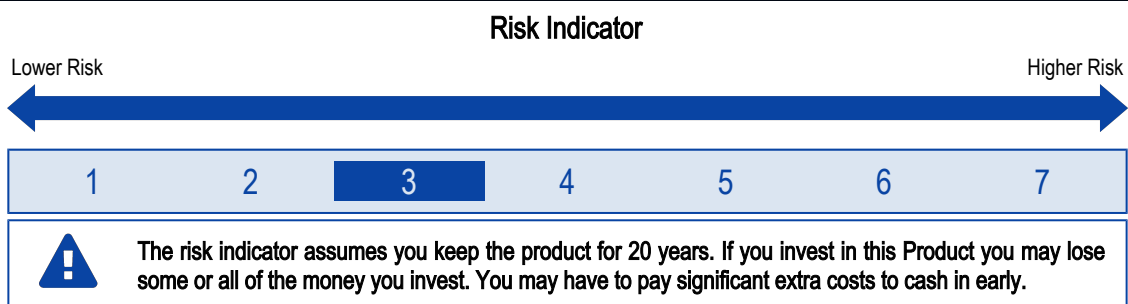 Risk Indicator
Lower Risk Higher Risk
1 2 3 4 5 6 7
The risk indicator assumes you keep the product for 20 years. If you invest in this Product you may lose
some or all of the money you invest. You may have to pay significant extra costs to cash in early.